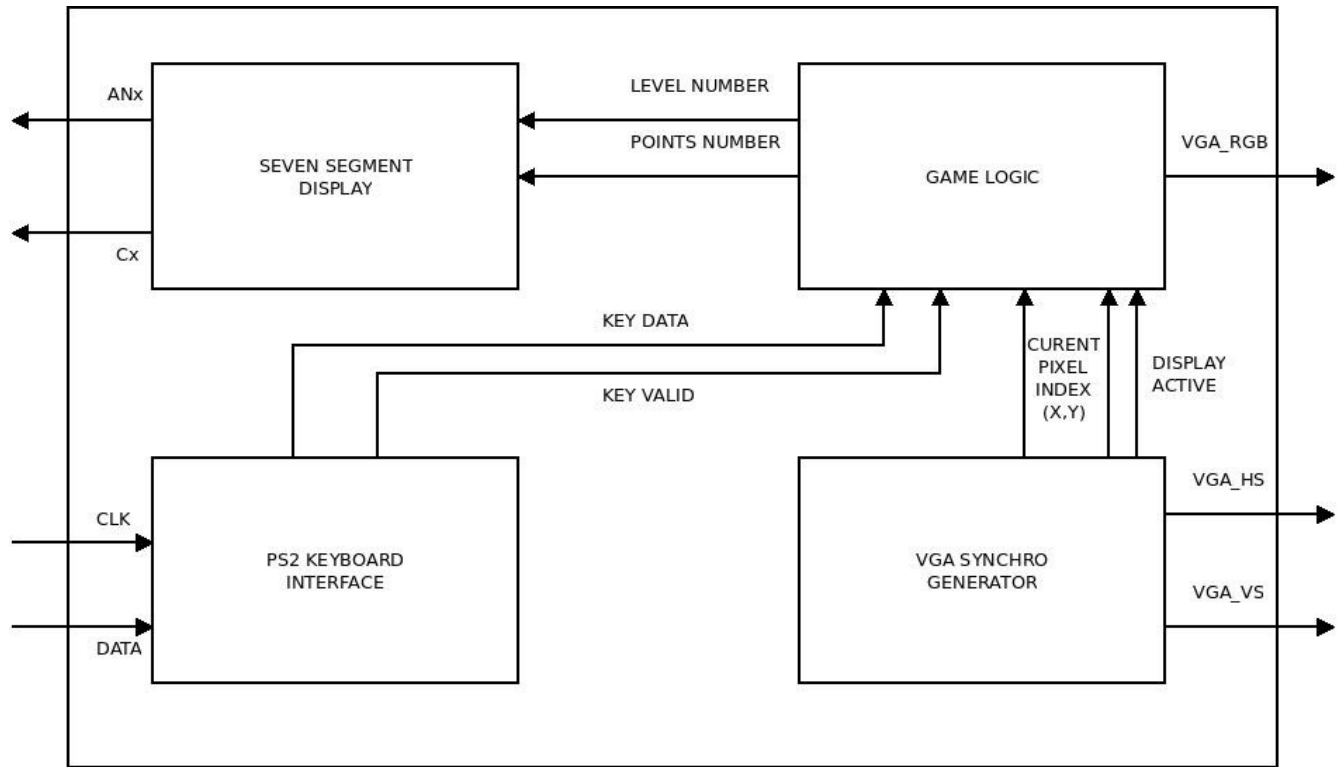 ANx
Cx
SEVEN SEGMENT
DISPLAY
LEVEL NUMBER
POINTS NUMBER
GAME LOGIC
VGA_RGB
KEY DATA
KEY VALID
CURENT
PIXEL
INDEX
(X,Y)
DISPLAY
ACTIVE
CLK
DATA
PS2 KEYBOARD
INTERFACE
VGA SYNCHRO
GENERATOR
VGA_HS
VGA_VS